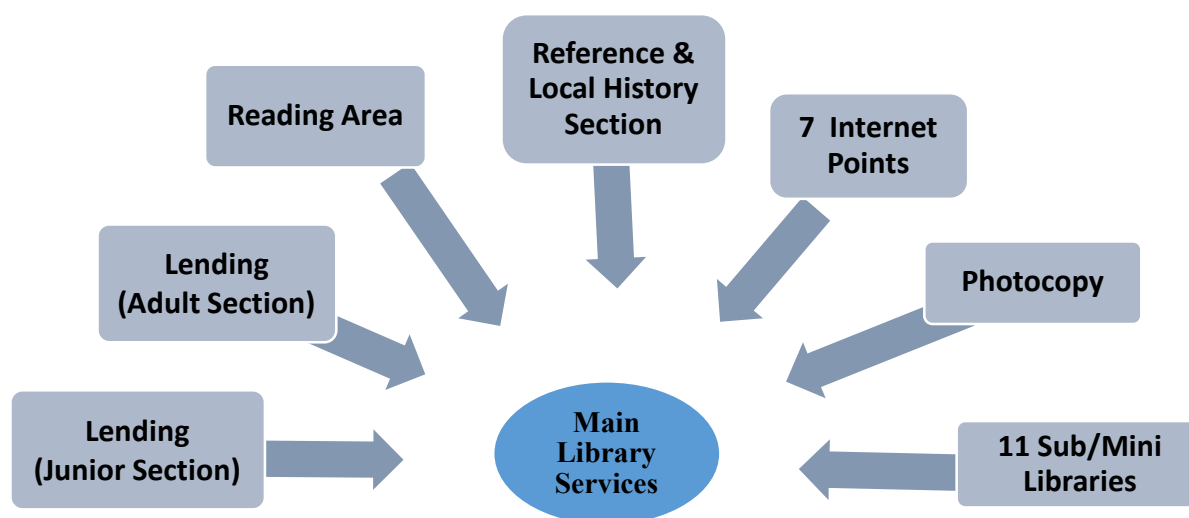 Reference &
Local History
Section
Reading Area
7 Internet
Points
Lending
(Adult Section)
Photocopy
Lending
(Junior Section)
Main
Library
Services
11 Sub/Mini
Libraries